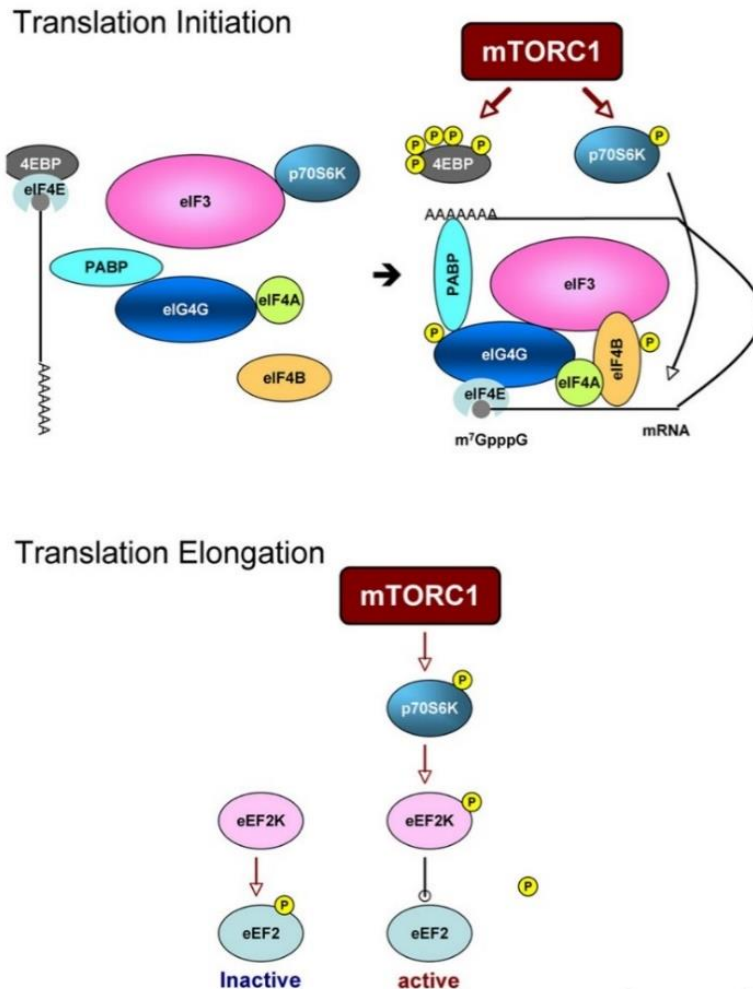 Translation Initiation
mTORC1
4EBP
eIF4E
eIF3
p70S6K
PABP
eIG4G
eIF4A
eIF4B
AAAAAAA
P
P
P
P
P
4EBP
p70S6K
P
AAAAAAA
PABP
eIF3
P
eIG4G
eIF4B
P
eIF4A
eIF4E
m⁷GpppG
mRNA
Translation Elongation
mTORC1
P
p70S6K
eEF2K
eEF2K
P
P
P
eEF2
eEF2
Inactive
active